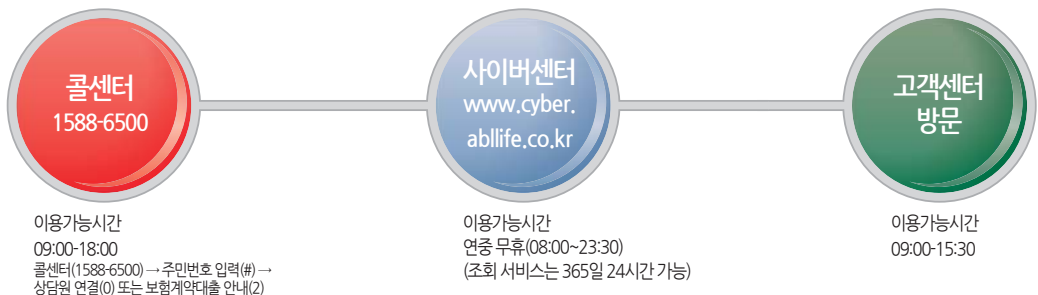 콜센터
1588-6500
이용가능시간
09:00-18:00
콜센터(1588-6500) → 주민번호 입력(#) →
상담원 연결(0) 또는 보험계약대출 안내(2)
사이버센터
www.cyber.
abllife.co.kr
이용가능시간
연중 무휴(08:00~23:30)
(조회 서비스는 365일 24시간 가능)
고객센터
방문
이용가능시간
09:00-15:30